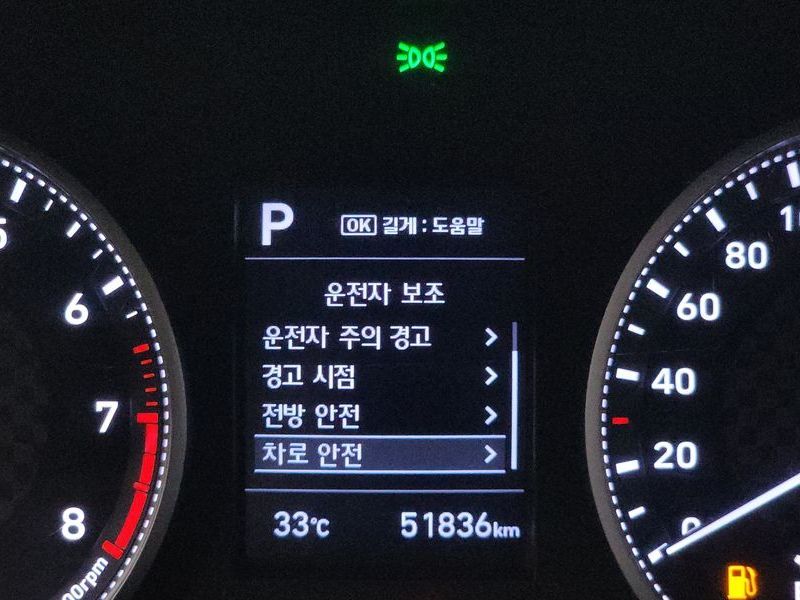 P
OK 길게 : 도움말
운전자 보조
운전자 주의 경고 >
경고 시점 >
전방 안전 >
차로 안전 >
33℃ 51836km
6
7
8
80
60
40
20
0